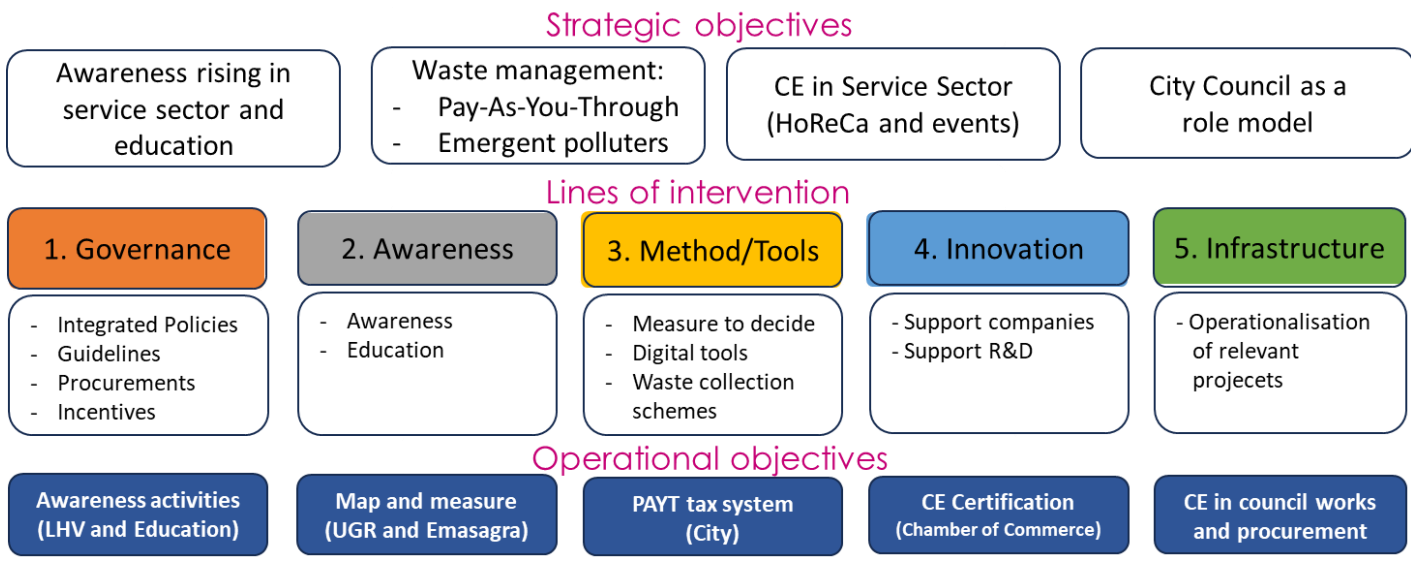 Strategic objectives
Awareness rising in
service sector and
education
Waste management:
- Pay-As-You-Through
- Emergent polluters
CE in Service Sector
(HoReCa and events)
City Council as a
role model
Lines of intervention
1. Governance
- Integrated Policies
- Guidelines
- Procurements
- Incentives
2. Awareness
- Awareness
- Education
3. Method/Tools
- Measure to decide
- Digital tools
- Waste collection
schemes
4. Innovation
- Support companies
- Support R&D
5. Infrastructure
- Operationalisation
of relevant
projecets
Operational objectives
Awareness activities
(LHV and Education)
Map and measure
(UGR and Emasagra)
PAYT tax system
(City)
CE Certification
(Chamber of Commerce)
CE in council works
and procurement